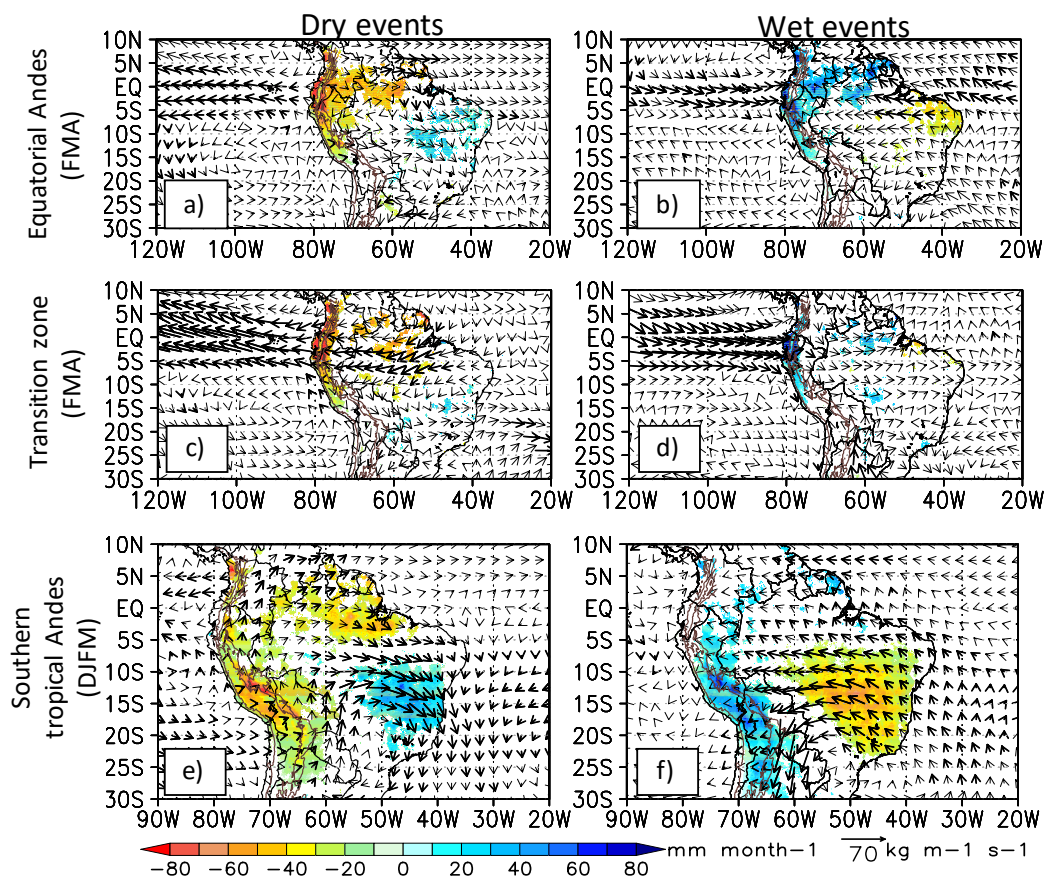 Dry events
Wet events
Equatorial Andes
(FMA)
10N
5N
EQ
5S
10S
15S
20S
25S
30S
a)
120W 100W 80W 60W 40W 20W
10N
5N
EQ
5S
10S
15S
20S
25S
30S
b)
120W 100W 80W 60W 40W 20W
Transition zone
(FMA)
10N
5N
EQ
5S
10S
15S
20S
25S
30S
c)
120W 100W 80W 60W 40W 20W
10N
5N
EQ
5S
10S
15S
20S
25S
30S
d)
120W 100W 80W 60W 40W 20W
Southern
tropical Andes
(DJFM)
10N
5N
EQ
5S
10S
15S
20S
25S
30S
e)
90W 80W 70W 60W 50W 40W 30W 20W
10N
5N
EQ
5S
10S
15S
20S
25S
30S
f)
90W 80W 70W 60W 50W 40W 30W 20W
−80 −60 −40 −20 0 20 40 60 80
mm month−1
70 kg m−1 s−1